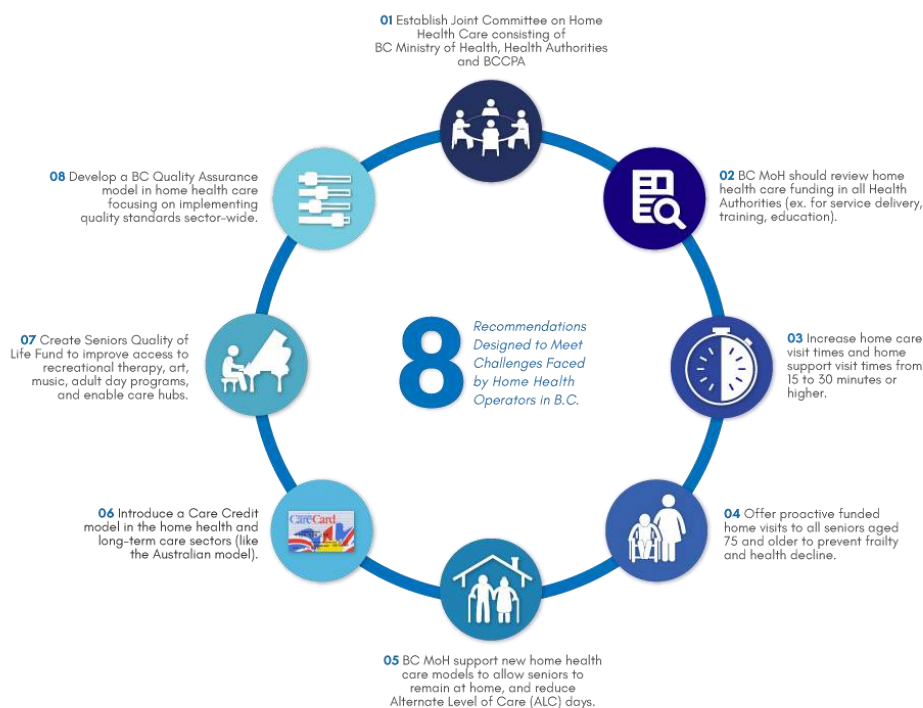 01 Establish Joint Committee on Home
Health Care consisting of
BC Ministry of Health, Health Authorities
and BCCPA
02 BC MoH should review home
health care funding in all Health
Authorities (ex. for service delivery,
training, education).
03 Increase home care
visit times and home
support visit times from
15 to 30 minutes or
higher.
04 Offer proactive funded
home visits to all seniors aged
75 and older to prevent frailty
and health decline.
05 BC MoH support new home health
care models to allow seniors to
remain at home, and reduce
Alternate Level of Care (ALC) days.
06 Introduce a Care Credit
model in the home health and
long-term care sectors (like
the Australian model).
CareCard
07 Create Seniors Quality of
Life Fund to improve access to
recreational therapy, art,
music, adult day programs,
and enable care hubs.
08 Develop a BC Quality Assurance
model in home health care
focusing on implementing
quality standards sector-wide.
8
Recommendations
Designed to Meet
Challenges Faced
by Home Health
Operators in B.C.